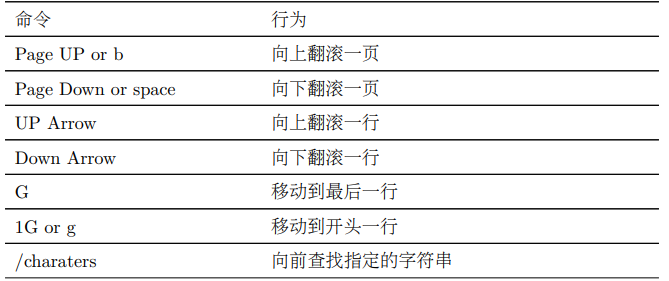 命令 行为
Page UP or b 向上翻滚一页
Page Down or space 向下翻滚一页
UP Arrow 向上翻滚一行
Down Arrow 向下翻滚一行
G 移动到最后一行
1G or g 移动到开头一行
/charaters 向前查找指定的字符串